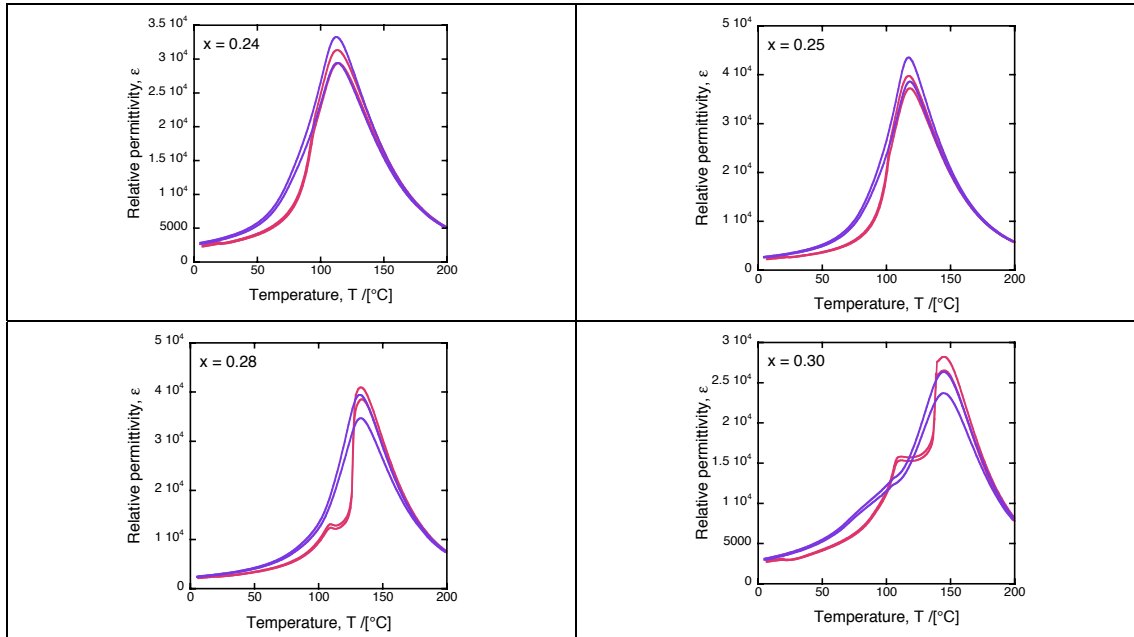 x = 0.24
Relative permittivity, ε
3.5 10⁴
3 10⁴
2.5 10⁴
2 10⁴
1.5 10⁴
1 10⁴
5000
0
0 50 100 150 200
Temperature, T /[°C]
x = 0.25
Relative permittivity, ε
5 10⁴
4 10⁴
3 10⁴
2 10⁴
1 10⁴
0
0 50 100 150 200
Temperature, T /[°C]
x = 0.28
Relative permittivity, ε
5 10⁴
4 10⁴
3 10⁴
2 10⁴
1 10⁴
0
0 50 100 150 200
Temperature, T /[°C]
x = 0.30
Relative permittivity, ε
3 10⁴
2.5 10⁴
2 10⁴
1.5 10⁴
1 10⁴
5000
0
0 50 100 150 200
Temperature, T /[°C]